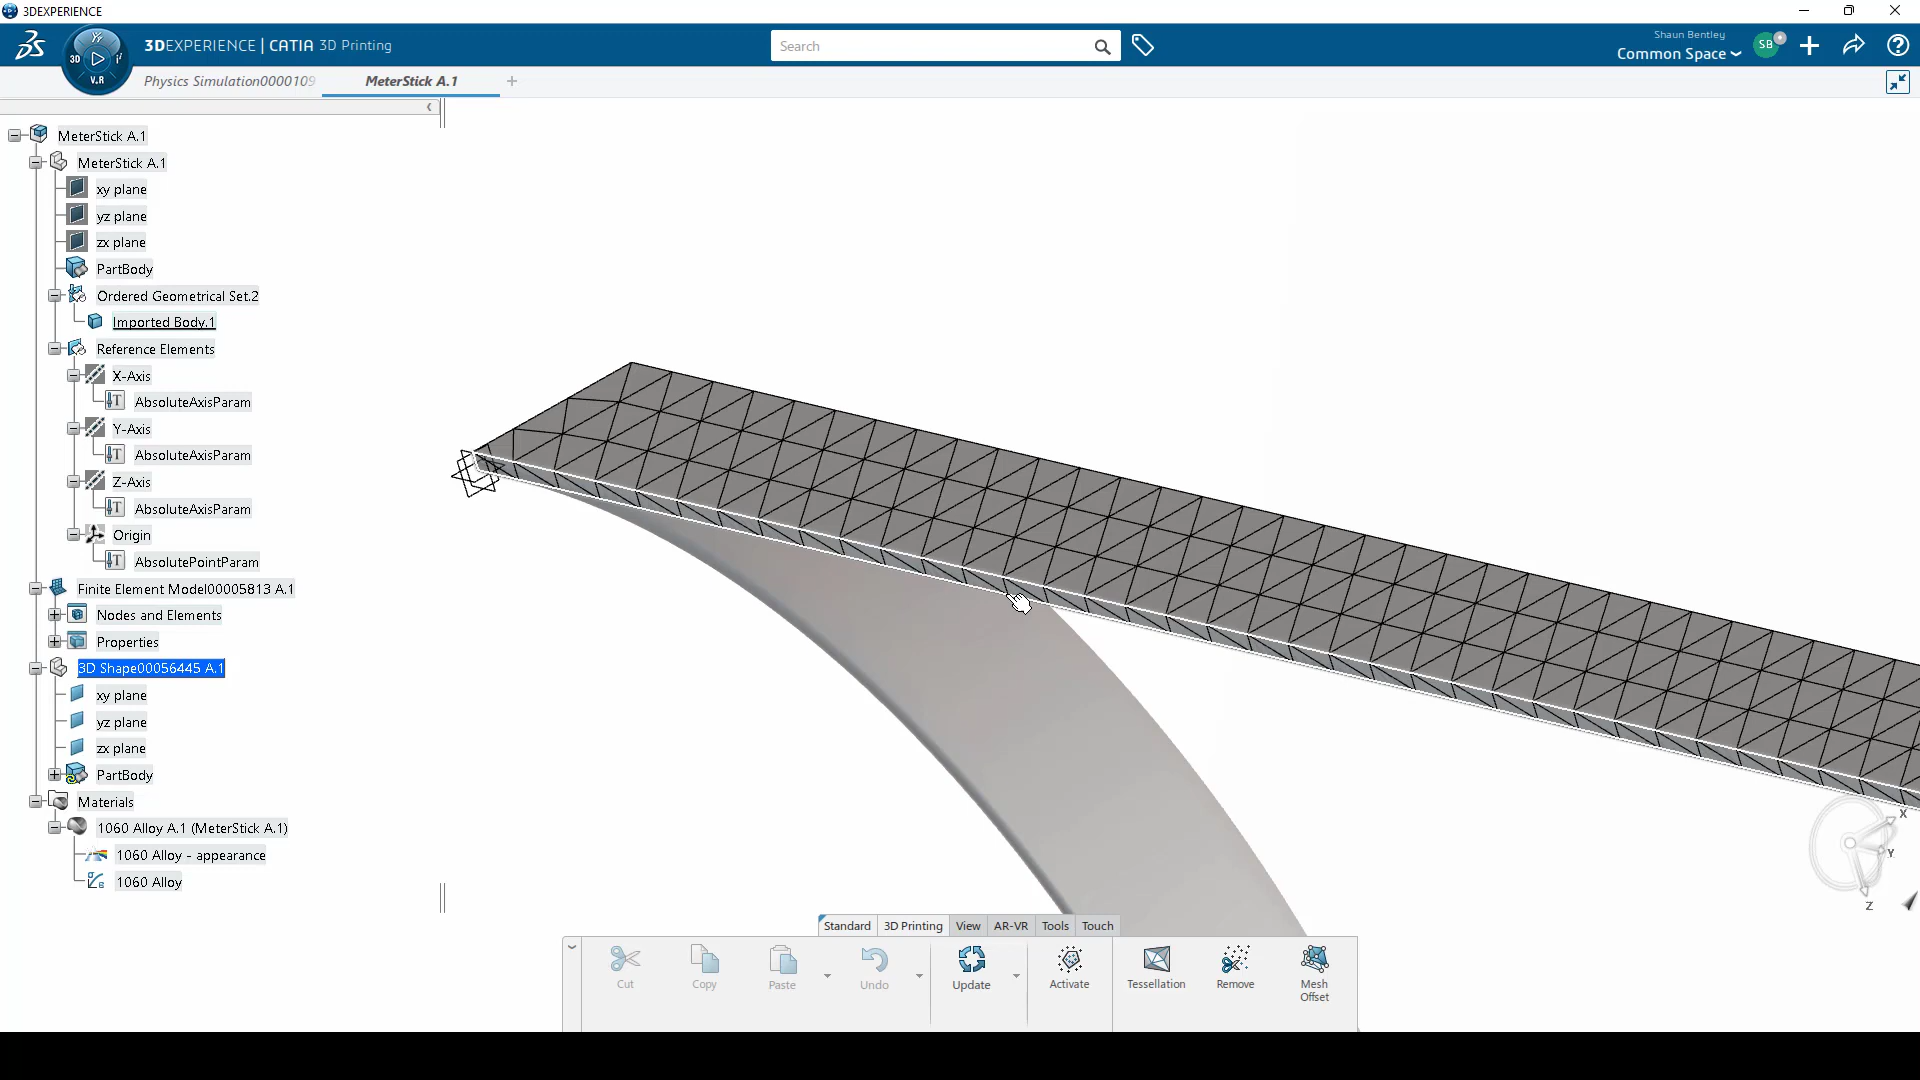 3DEXPERIENCE
3DEXPERIENCE | CATIA 3D Printing
Search
Shaun Bentley
Common Space
SB
3D
V.R
Physics Simulation0000109
MeterStick A.1
MeterStick A.1
MeterStick A.1
xy plane
yz plane
zx plane
PartBody
Ordered Geometrical Set.2
Imported Body.1
Reference Elements
X-Axis
AbsoluteAxisParam
Y-Axis
AbsoluteAxisParam
Z-Axis
AbsoluteAxisParam
Origin
AbsolutePointParam
Finite Element Model00005813 A.1
Nodes and Elements
Properties
3D Shape00056445 A.1
xy plane
yz plane
zx plane
PartBody
Materials
1060 Alloy A.1 (MeterStick A.1)
1060 Alloy - appearance
1060 Alloy
X
Y
Z
Standard 3D Printing View AR-VR Tools Touch
Cut Copy Paste Undo Update Activate Tessellation Remove Mesh Offset